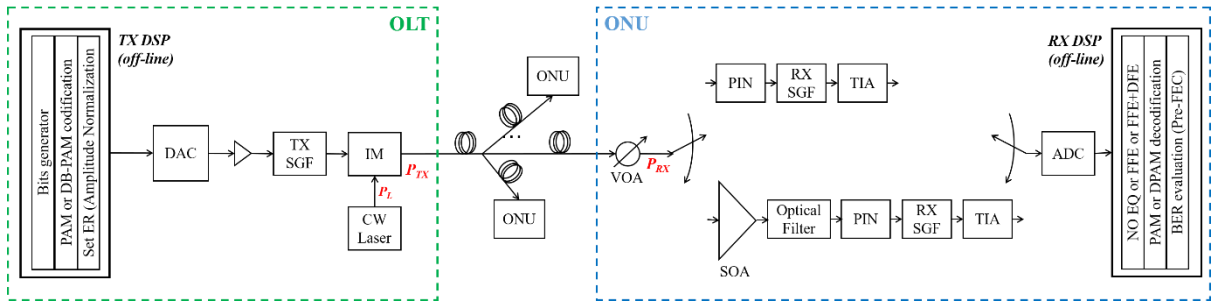 OLT
ONU
TX DSP
(off-line)
Bits generator
PAM or DB-PAM codification
Set ER (Amplitude Normalization)
DAC
TX
SGF
IM
P_TX
P_L
CW
Laser
ONU
...
ONU
VOA
P_RX
PIN
RX
SGF
TIA
SOA
Optical
Filter
PIN
RX
SGF
TIA
ADC
RX DSP
(off-line)
NO EQ or FFE or FFE+DFE
PAM or DPAM decodification
BER evaluation (Pre-FEC)